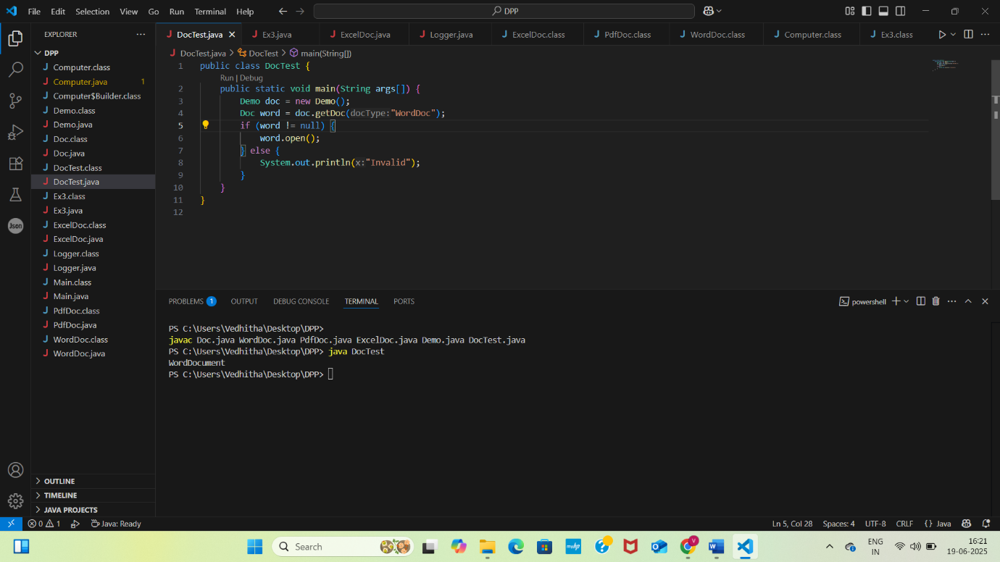 File Edit Selection View Go Run Terminal Help
DPP
EXPLORER
DPP
Computer.class
Computer.java 1
Computer$Builder.class
Demo.class
Demo.java
Doc.class
Doc.java
DocTest.class
DocTest.java
Ex3.class
Ex3.java
ExcelDoc.class
ExcelDoc.java
Logger.class
Logger.java
Main.class
Main.java
PdfDoc.class
PdfDoc.java
WordDoc.class
WordDoc.java
OUTLINE
TIMELINE
JAVA PROJECTS
DocTest.java Ex3.java ExcelDoc.java Logger.java ExcelDoc.class PdfDoc.class WordDoc.class Computer.class Ex3.class
DocTest.java > DocTest > main(String[])
1 public class DocTest {
Run | Debug
2 public static void main(String args[]) {
3 Demo doc = new Demo();
4 Doc word = doc.getDoc(docType:"WordDoc");
5 if (word != null) {
6 word.open();
7 } else {
8 System.out.println(x:"Invalid");
9 }
10 }
11 }
12
PROBLEMS 1 OUTPUT DEBUG CONSOLE TERMINAL PORTS
powershell
PS C:\Users\Vedhitha\Desktop\DPP>
javac Doc.java WordDoc.java PdfDoc.java ExcelDoc.java Demo.java DocTest.java
PS C:\Users\Vedhitha\Desktop\DPP> java DocTest
WordDocument
PS C:\Users\Vedhitha\Desktop\DPP>
Json
0 1 Java: Ready
Ln 5, Col 28 Spaces: 4 UTF-8 CRLF {} Java
Search
myhp
V
ENG
IN
16:21
19-06-2025